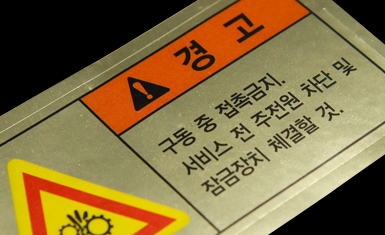 경고
구동 중 접촉금지.
서비스 전 주전원 차단 및
잠금장치 체결할 것.